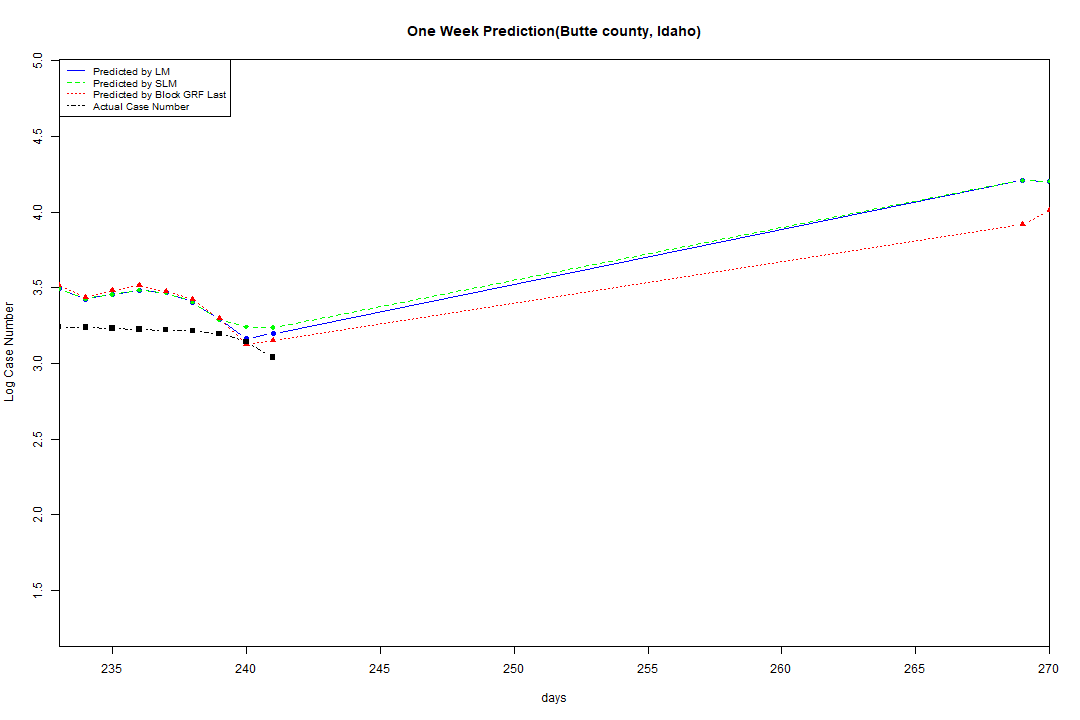 One Week Prediction(Butte county, Idaho)
Predicted by LM
Predicted by SLM
Predicted by Block GRF Last
Actual Case Number
5.0
4.5
4.0
3.5
3.0
2.5
2.0
1.5
Log Case Number
235 240 245 250 255 260 265 270
days